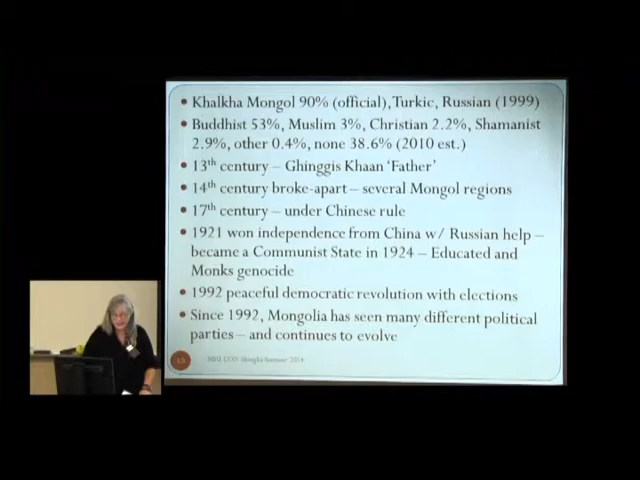 Khalkha Mongol 90% (official), Turkic, Russian (1999)
Buddhist 53%, Muslim 3%, Christian 2.2%, Shamanist
2.9%, other 0.4%, none 38.6% (2010 est.)
13th century – Ghinggis Khaan 'Father'
14th century broke-apart – several Mongol regions
17th century – under Chinese rule
1921 won independence from China w/ Russian help –
became a Communist State in 1924 – Educated and
Monks genocide
1992 peaceful democratic revolution with elections
Since 1992, Mongolia has seen many different political
parties – and continues to evolve